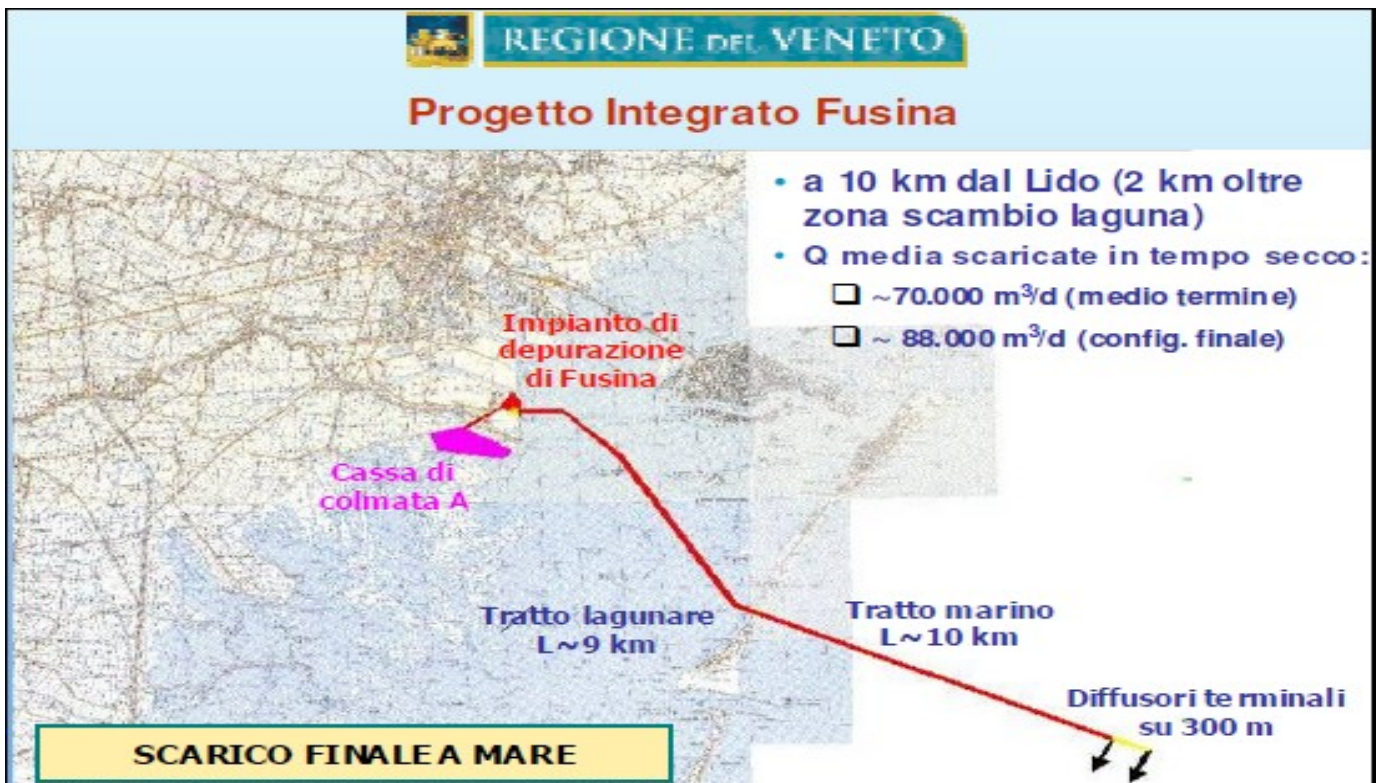 REGIONE DEL VENETO
Progetto Integrato Fusina
• a 10 km dal Lido (2 km oltre
zona scambio laguna)
• Q media scaricate in tempo secco:
❑ ~70.000 m³/d (medio termine)
❑ ~ 88.000 m³/d (config. finale)
Impianto di
depurazione
di Fusina
Cassa di
colmata A
Tratto lagunare
L~9 km
Tratto marino
L~10 km
Diffusori terminali
su 300 m
SCARICO FINALE A MARE